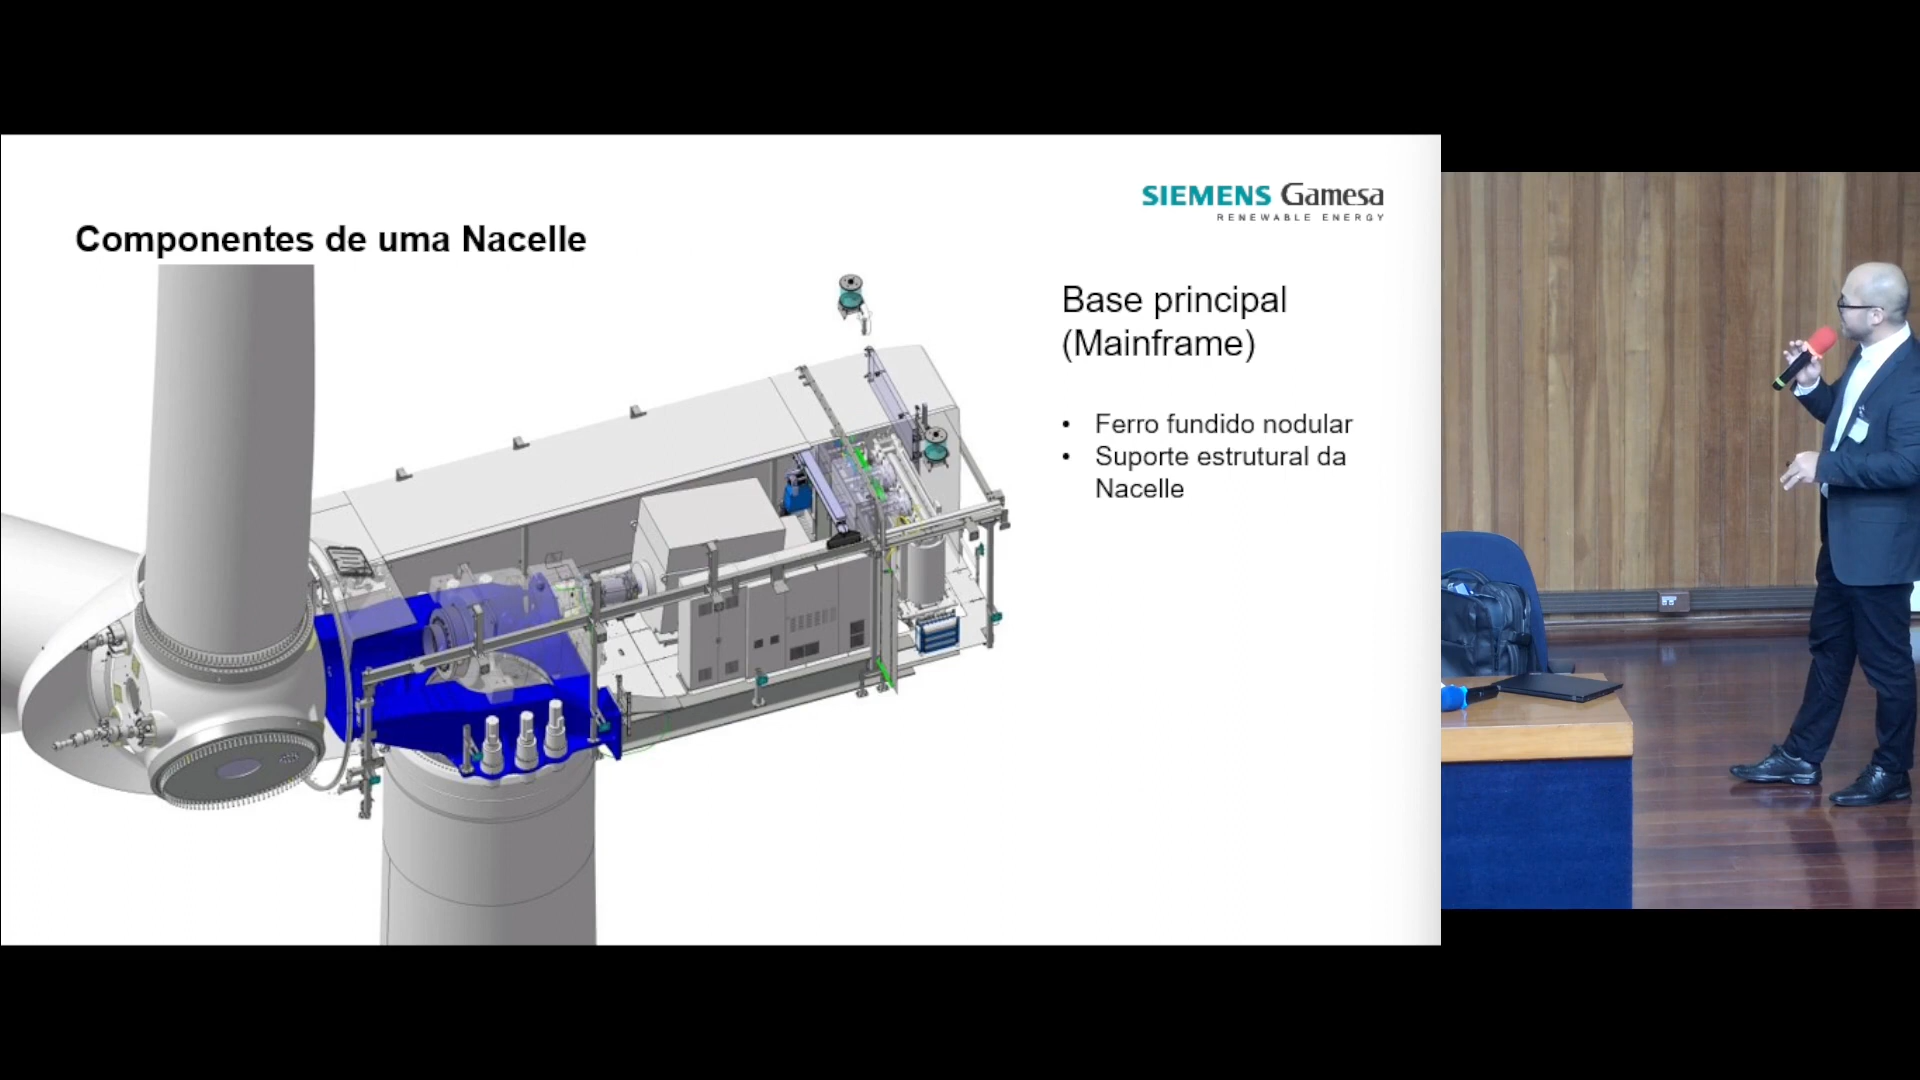 SIEMENS Gamesa
RENEWABLE ENERGY
Componentes de uma Nacelle
Base principal
(Mainframe)
• Ferro fundido nodular
• Suporte estrutural da
Nacelle